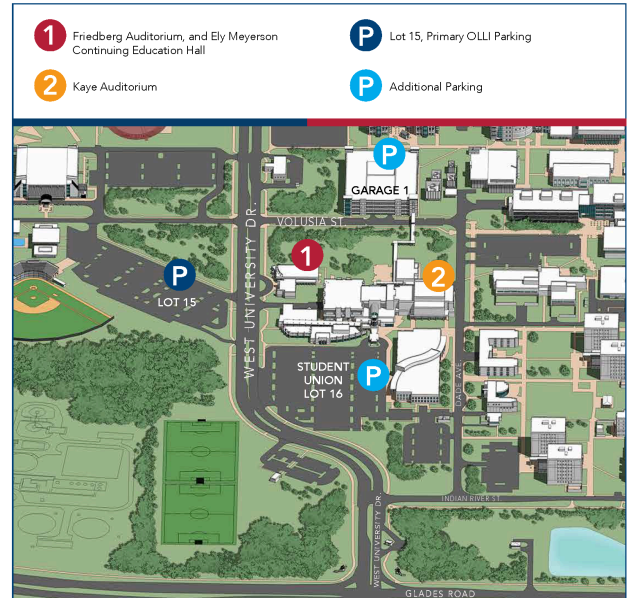 1 Friedberg Auditorium, and Ely Meyerson
Continuing Education Hall
P Lot 15, Primary OLLI Parking
2 Kaye Auditorium
P Additional Parking
P
GARAGE 1
VOLUSIA ST.
WEST UNIVERSITY DR.
1
P
LOT 15
2
STUDENT
UNION
LOT 16
P
DADE AVE.
INDIAN RIVER ST.
WEST UNIVERSITY DR.
GLADES ROAD